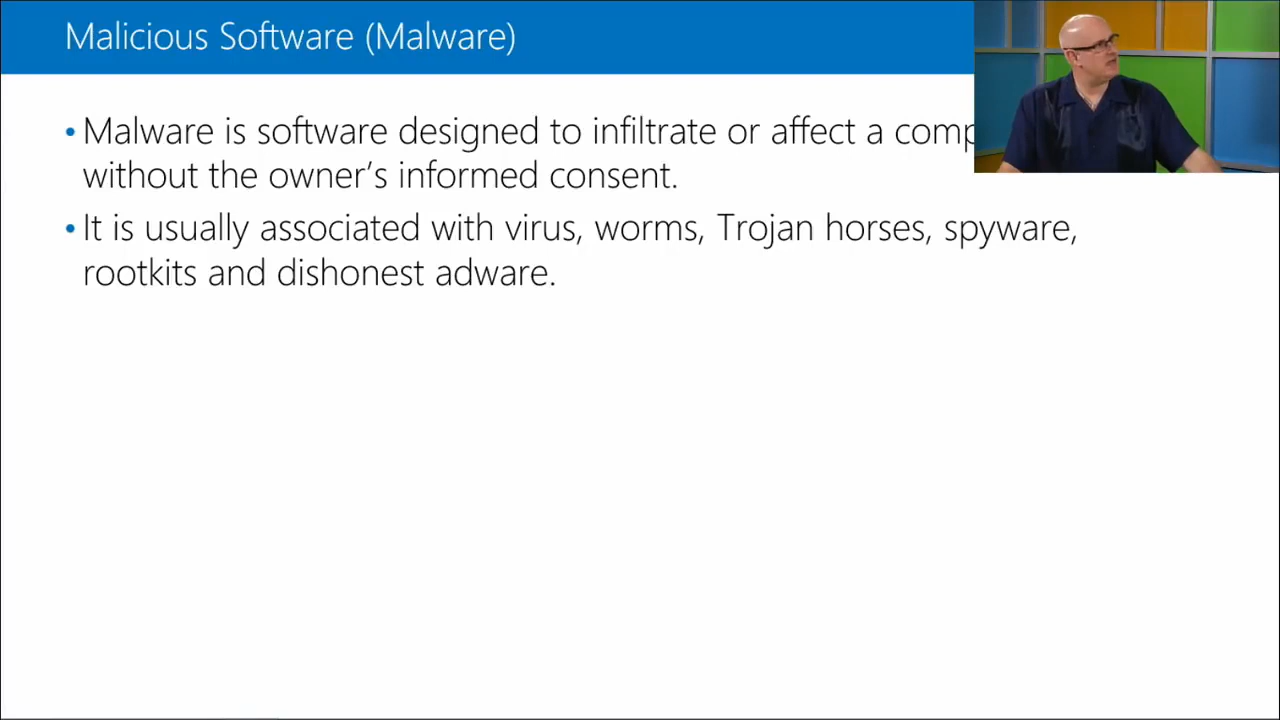 Malicious Software (Malware)
• Malware is software designed to infiltrate or affect a
without the owner’s informed consent.
• It is usually associated with virus, worms, Trojan horses, spyware,
rootkits and dishonest adware.